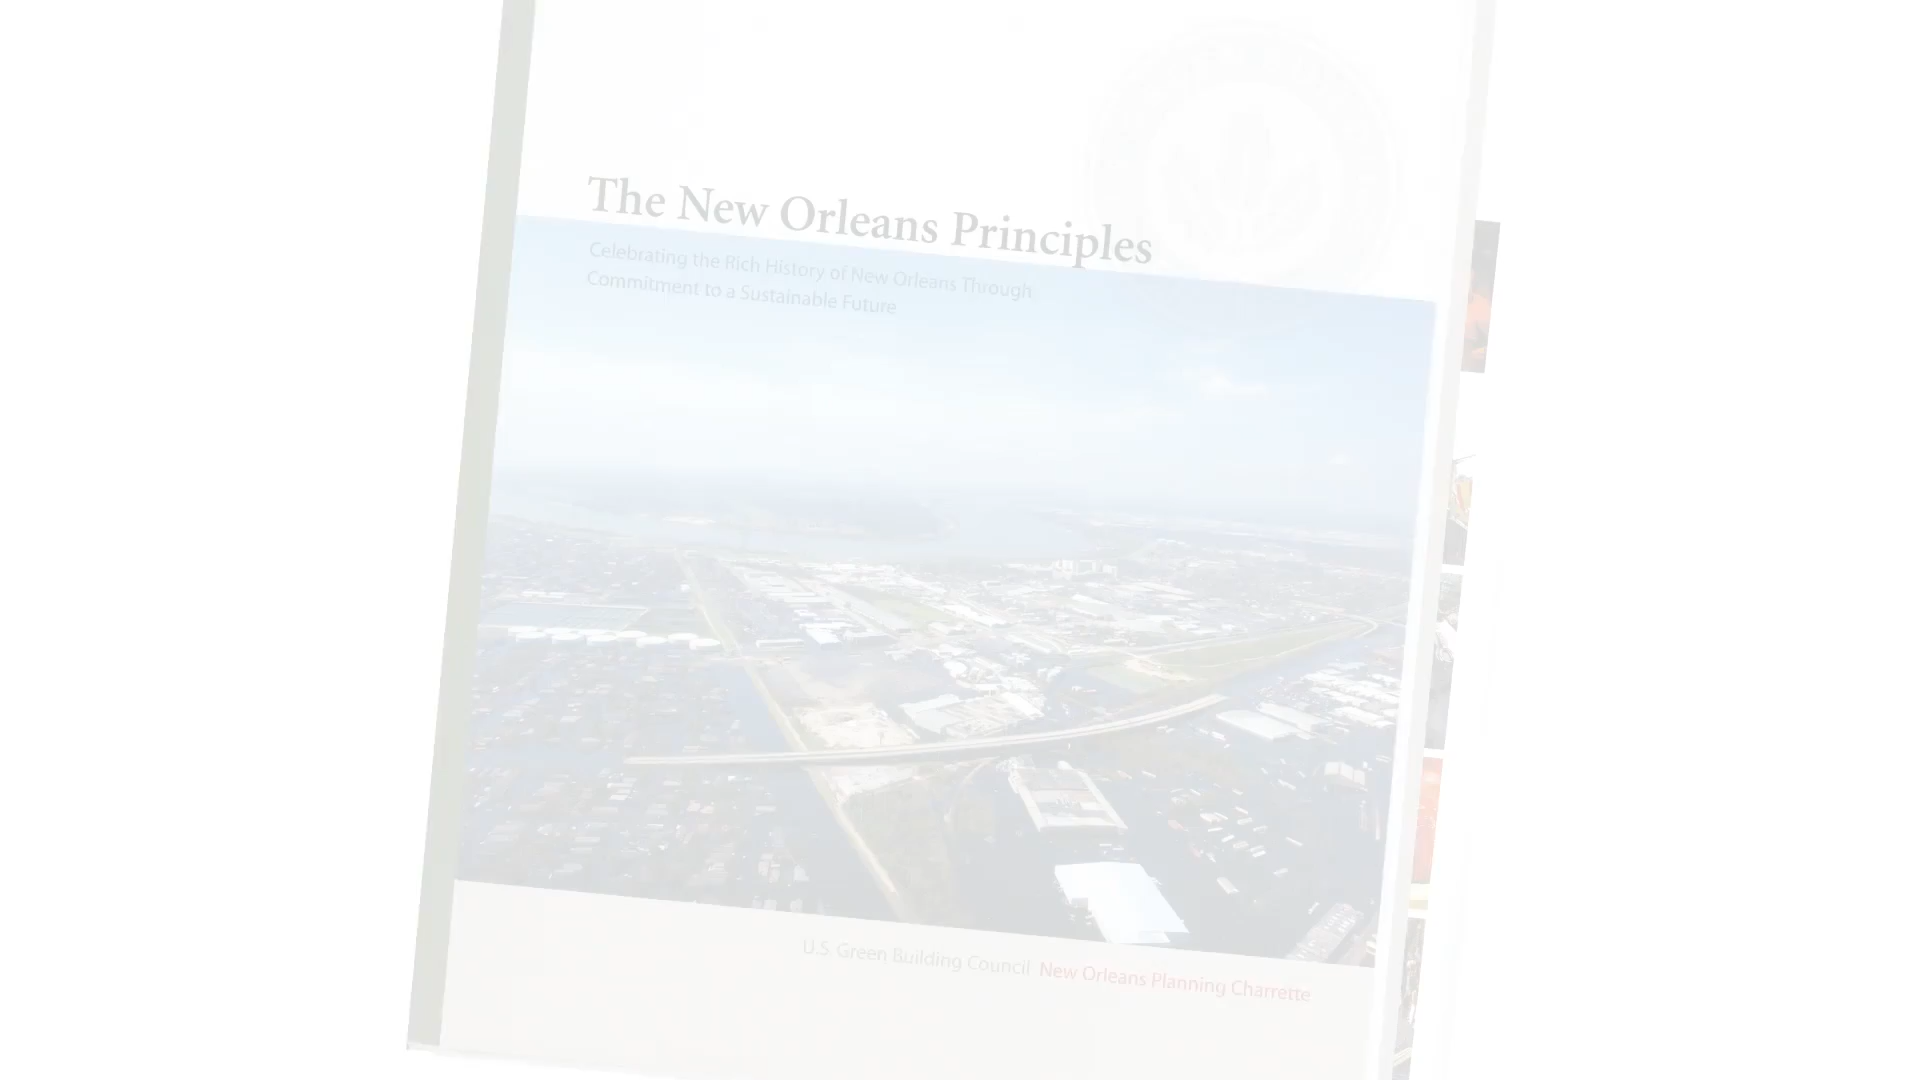 The New Orleans Principles
Celebrating the Rich History of New Orleans Through
Commitment to a Sustainable Future
U.S. Green Building Council New Orleans Planning Charrette